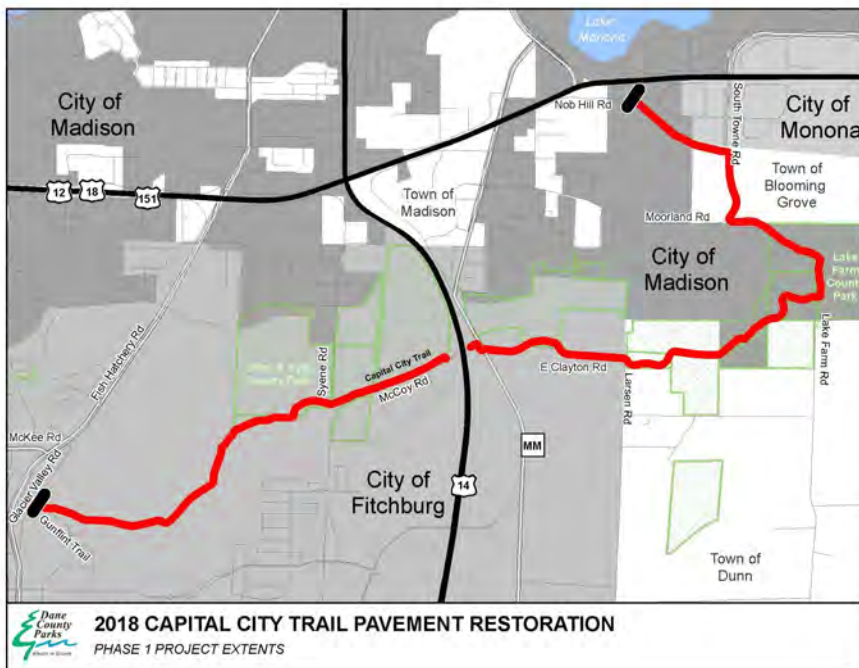 Lake
Monona
City of
Madison
Nob Hill Rd
South Towne Rd
City of
Monona
Town of
Blooming
Grove
12
18
151
Town of
Madison
Moorland Rd
City of
Madison
Lake
Farm
County
Park
Fish Hatchery Rd
Syene Rd
Capital City Trail
McCoy Rd
E Clayton Rd
Larsen Rd
Lake Farm Rd
McKee Rd
Glacier Valley Rd
Gunflint Trail
City of
Fitchburg
MM
14
Town of
Dunn
Dane
County
Parks
2018 CAPITAL CITY TRAIL PAVEMENT RESTORATION
PHASE 1 PROJECT EXTENTS